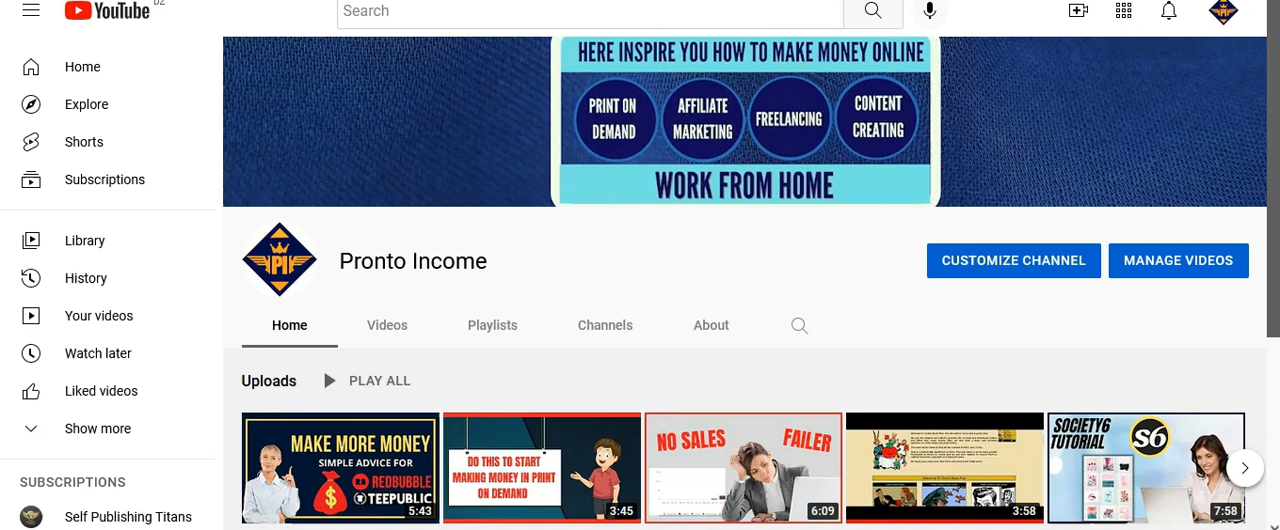 YouTube DZ
Search
Home
Explore
Shorts
Subscriptions
Library
History
Your videos
Watch later
Liked videos
Show more
SUBSCRIPTIONS
Self Publishing Titans
HERE INSPIRE YOU HOW TO MAKE MONEY ONLINE
PRINT ON
DEMAND
AFFILIATE
MARKETING
FREELANCING
CONTENT
CREATING
WORK FROM HOME
PI
Pronto Income
CUSTOMIZE CHANNEL
MANAGE VIDEOS
Home
Videos
Playlists
Channels
About
Uploads
PLAY ALL
MAKE MORE MONEY
SIMPLE ADVICE FOR
REDBUBBLE
TEEPUBLIC
5:43
DO THIS TO START
MAKING MONEY IN PRINT
ON DEMAND
3:45
NO SALES
FAILER
6:09
3:58
SOCIETY6
TUTORIAL
S6
7:58